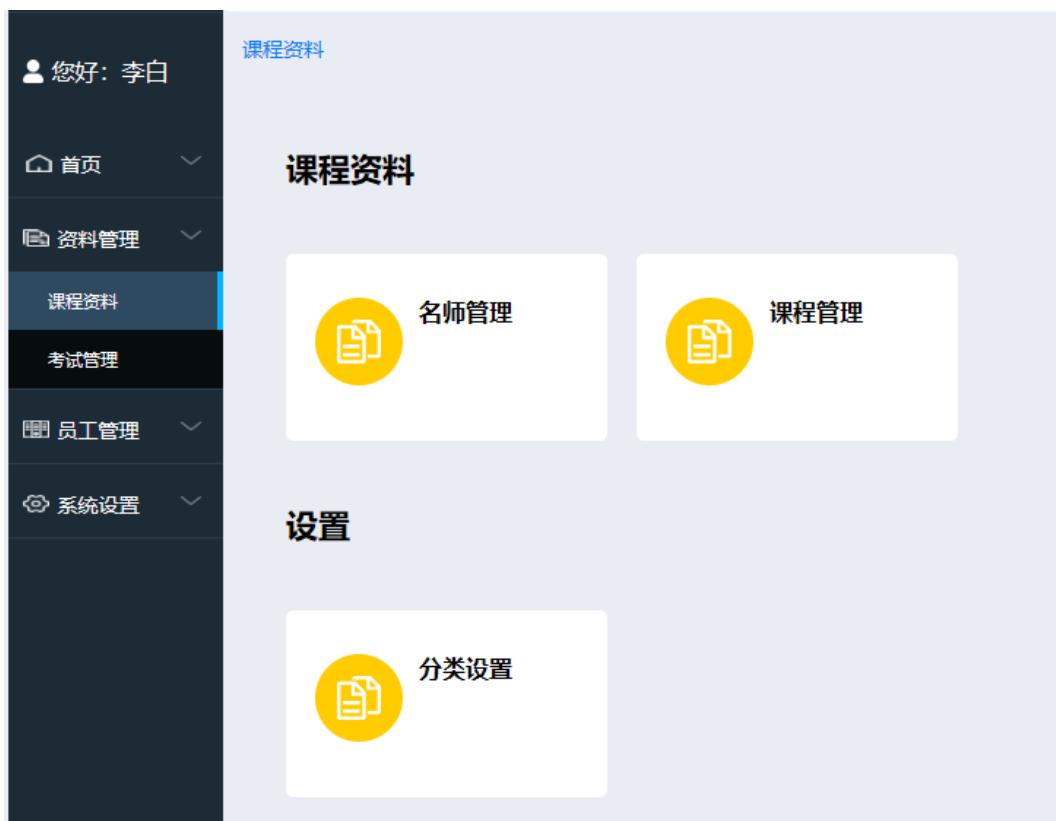 您好：李白
首页
资料管理
课程资料
考试管理
员工管理
系统设置
课程资料
课程资料
名师管理
课程管理
设置
分类设置